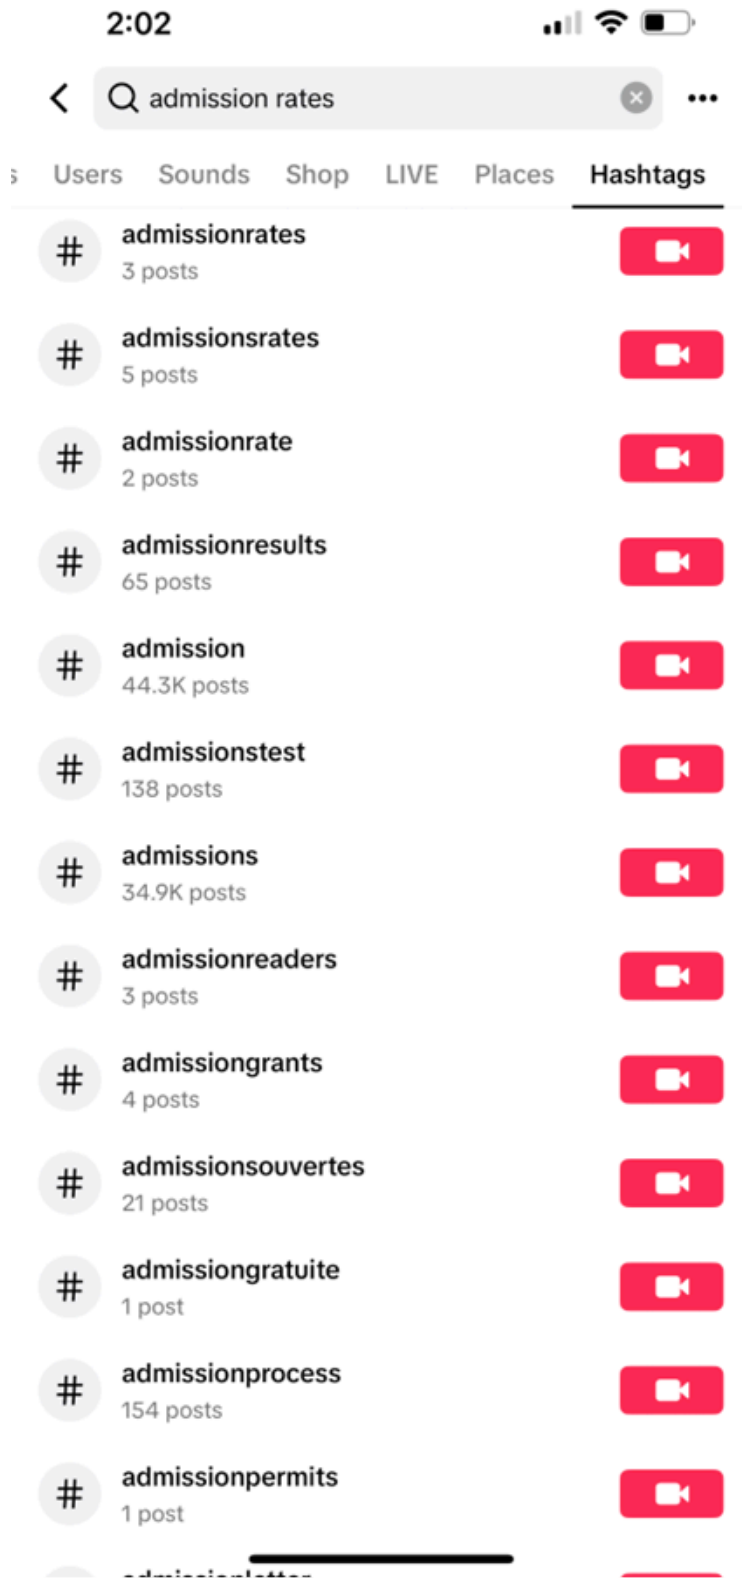 2:02
admission rates
s Users Sounds Shop LIVE Places Hashtags
# admissionrates
3 posts
# admissionsrates
5 posts
# admissionrate
2 posts
# admissionresults
65 posts
# admission
44.3K posts
# admissionstest
138 posts
# admissions
34.9K posts
# admissionreaders
3 posts
# admissiongrants
4 posts
# admissionsouvertes
21 posts
# admissiongratuite
1 post
# admissionprocess
154 posts
# admissionpermits
1 post